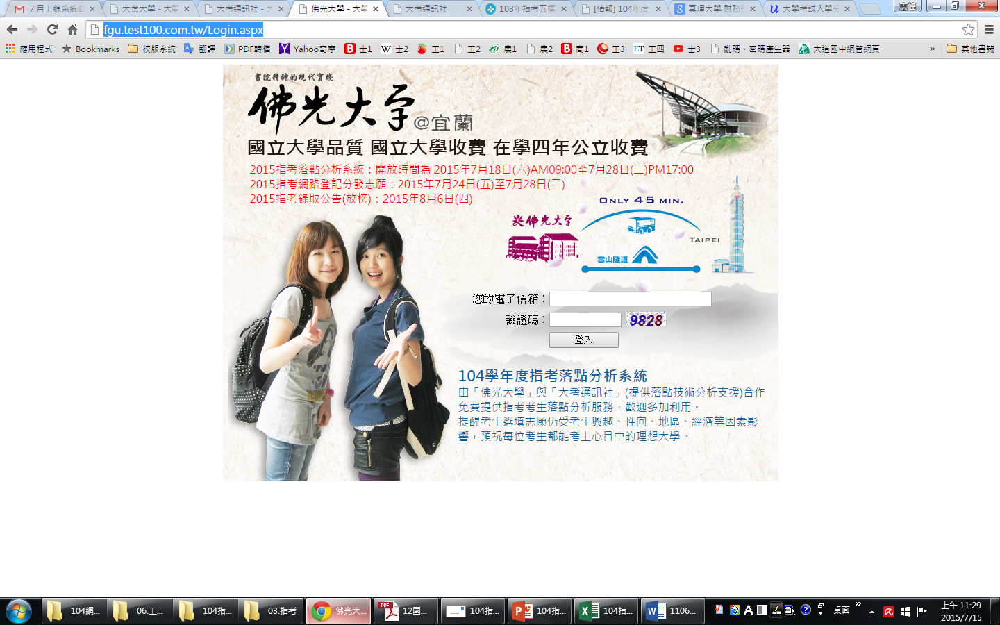 7 月上線系統D
大葉大學 - 大學
大考通訊社 - 大
佛光大學 - 大學
大考通訊社
103年指考五標
[情報] 104年度
真理大學 財務
大學考試入學分
志峰
fgu.test100.com.tw/Login.aspx
應用程式 Bookmarks 校版系統 翻譯 PDF轉檔 Yahoo奇摩 士1 士2 工1 工2 農1 農2 商1 工3 工四 士3 亂碼、密碼產生器 大道國中網管網頁 » 其他書籤
書院精神的現代實踐
佛光大学@宜蘭
國立大學品質 國立大學收費 在學四年公立收費
2015指考落點分析系統：開放時間為 2015年7月18日(六)AM09:00至7月28日(二)PM17:00
2015指考網路登記分發志願：2015年7月24日(五)至7月28日(二)
2015指考錄取公告(放榜)：2015年8月6日(四)
ONLY 45 MIN.
佛光大学
TAIPEI
雪山隧道
您的電子信箱：
驗證碼： 9828
登入
104學年度指考落點分析系統
由「佛光大學」與「大考通訊社」(提供落點技術分析支援)合作
免費提供指考考生落點分析服務，歡迎多加利用。
提醒考生選填志願仍受考生興趣、性向、地區、經濟等因素影
響，預祝每位考生都能考上心目中的理想大學。
104網... 06.工... 104指... 03.指考 佛光大... 12國... 104指... 104指... 104指... 1106... 桌面 » 上午 11:29
2015/7/15